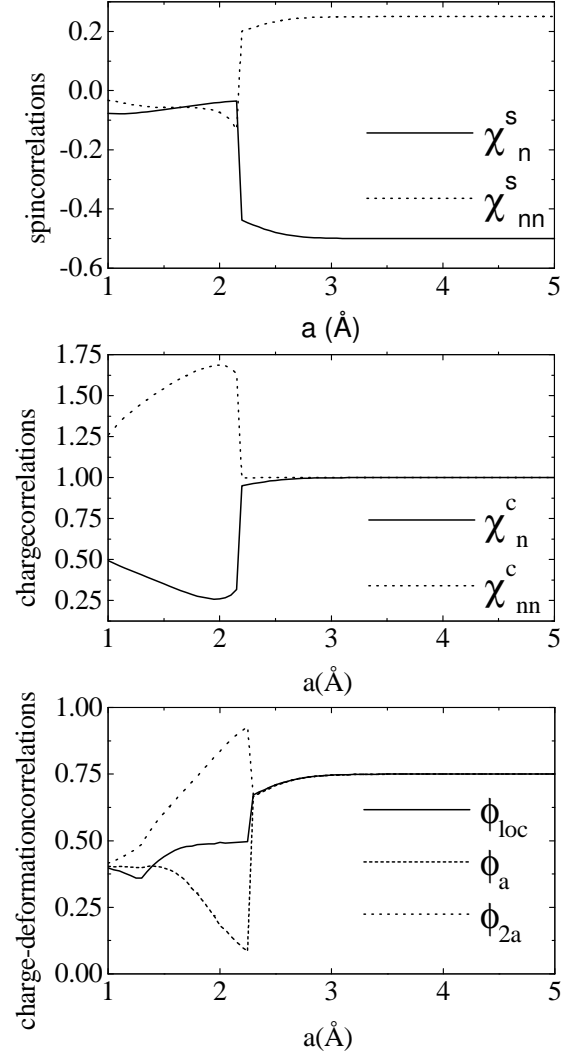 0.2
0.0
-0.2
-0.4
-0.6
spincorrelations
χ^s_n
χ^s_nn
1 2 3 4 5
a (Å)
1.75
1.50
1.25
1.00
0.75
0.50
0.25
chargecorrelations
χ^c_n
χ^c_nn
1 2 3 4 5
a(Å)
1.00
0.75
0.50
0.25
0.00
charge-deformationcorrelations
ϕ_loc
ϕ_a
ϕ_2a
1 2 3 4 5
a(Å)